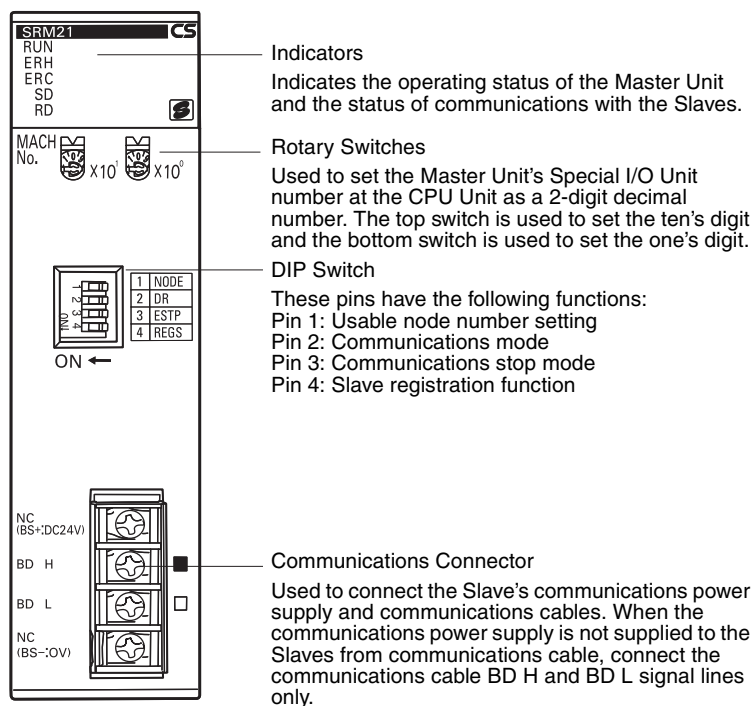 SRM21 CS
RUN
ERH
ERC
SD
RD
MACH
No.
X10¹ X10⁰
1 NODE
2 DR
3 ESTP
4 REGS
1
2
3
4
ON
ON ←
NC
(BS+:DC24V)
BD H
BD L
NC
(BS-:OV)
Indicators
Indicates the operating status of the Master Unit
and the status of communications with the Slaves.
Rotary Switches
Used to set the Master Unit's Special I/O Unit
number at the CPU Unit as a 2-digit decimal
number. The top switch is used to set the ten's digit
and the bottom switch is used to set the one's digit.
DIP Switch
These pins have the following functions:
Pin 1: Usable node number setting
Pin 2: Communications mode
Pin 3: Communications stop mode
Pin 4: Slave registration function
Communications Connector
Used to connect the Slave's communications power
supply and communications cables. When the
communications power supply is not supplied to the
Slaves from communications cable, connect the
communications cable BD H and BD L signal lines
only.